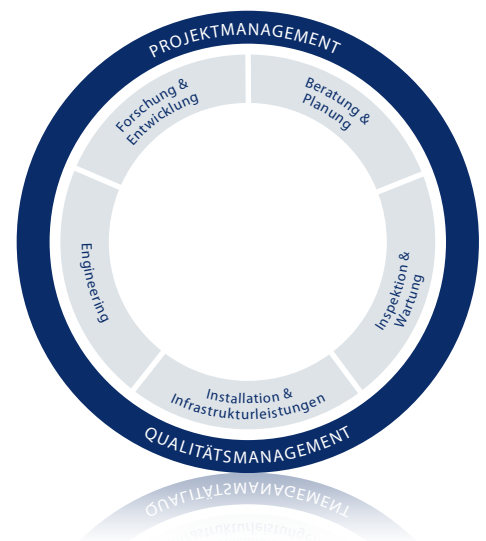 PROJEKTMANAGEMENT
Forschung &
Entwicklung
Beratung &
Planung
Engineering
Inspektion &
Wartung
Installation &
Infrastrukturleistungen
QUALITÄTSMANAGEMENT